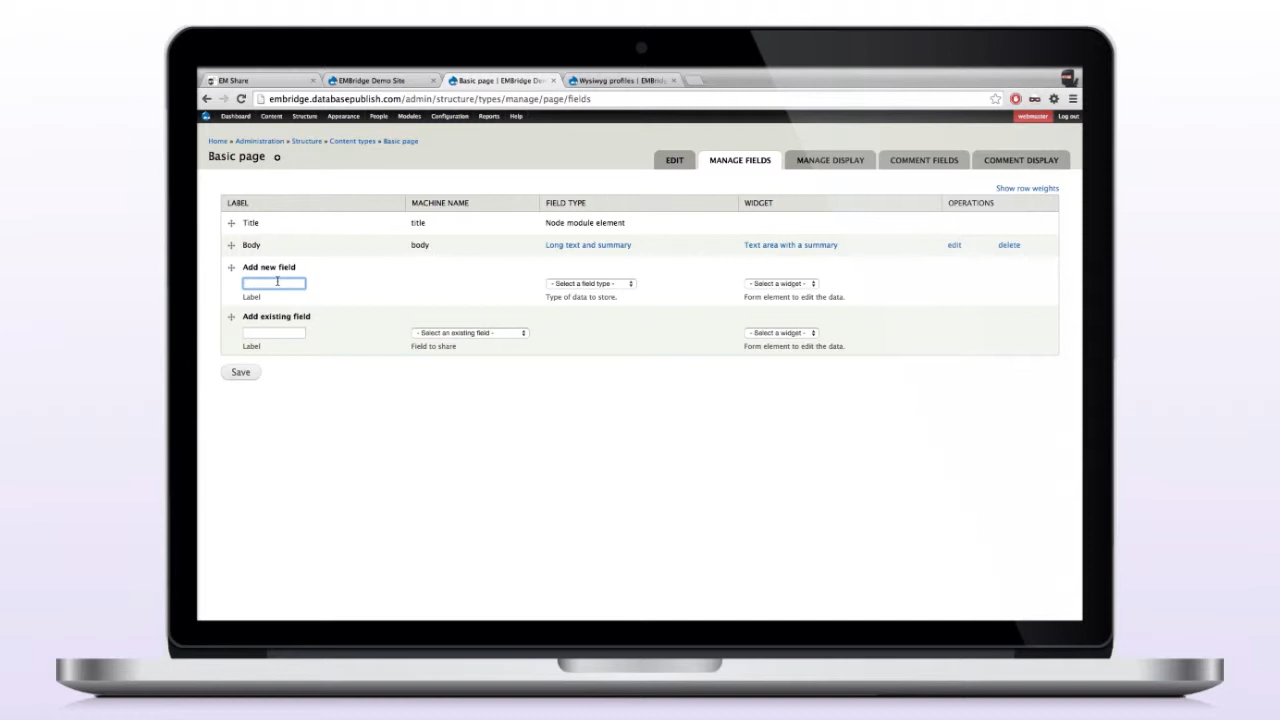 EM Share
EMBridge Demo Site
Basic page | EMBridge De
Wysiwyg profiles | EMBrid
embridge.databasepublish.com/admin/structure/types/manage/page/fields
Dashboard Content Structure Appearance People Modules Configuration Reports Help webmaster Log out
Home » Administration » Structure » Content types » Basic page
Basic page
EDIT MANAGE FIELDS MANAGE DISPLAY COMMENT FIELDS COMMENT DISPLAY
Show row weights
LABEL MACHINE NAME FIELD TYPE WIDGET OPERATIONS
Title title Node module element
Body body Long text and summary Text area with a summary edit delete
Add new field
- Select a field type - - Select a widget -
Label Type of data to store. Form element to edit the data.
Add existing field
- Select an existing field - - Select a widget -
Label Field to share Form element to edit the data.
Save